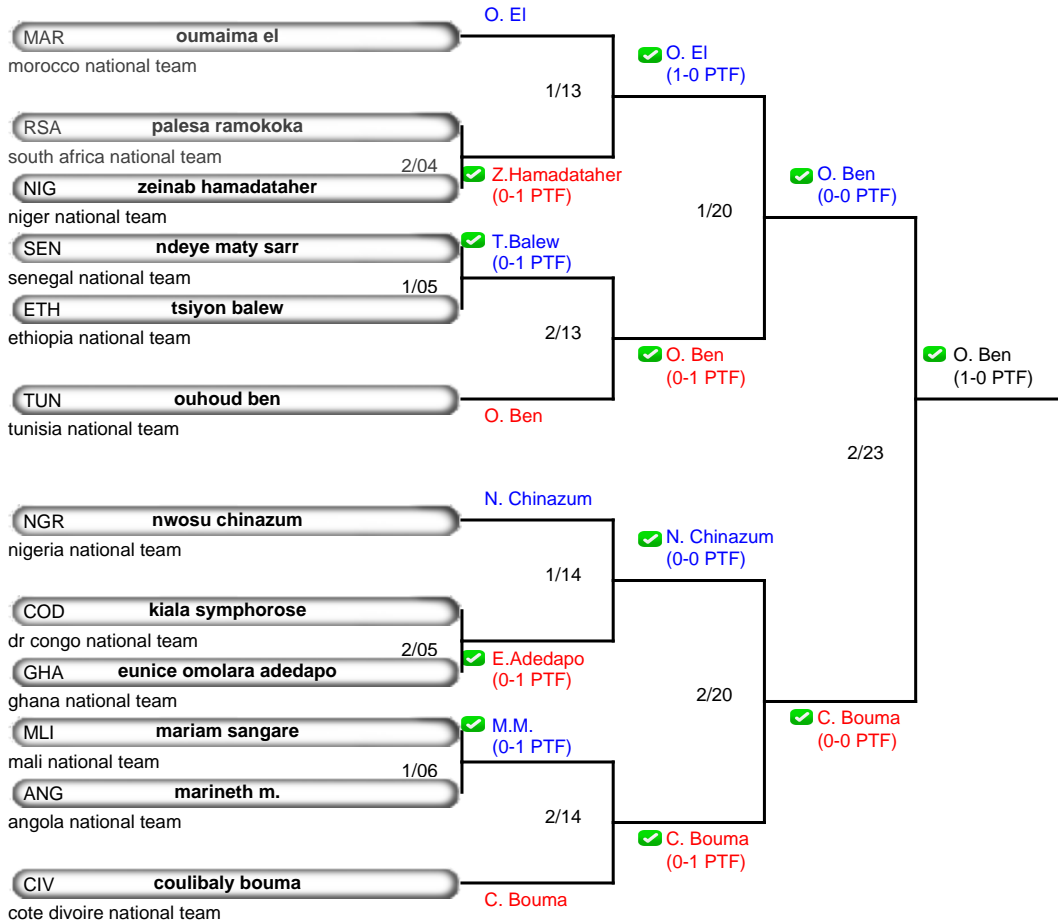 O. El
MAR oumaima el
morocco national team
O. El
(1-0 PTF)
1/13
RSA palesa ramokoka
south africa national team
2/04
Z.Hamadataher
(0-1 PTF)
NIG zeinab hamadataher
niger national team
O. Ben
(0-0 PTF)
1/20
SEN ndeye maty sarr
senegal national team
T.Balew
(0-1 PTF)
1/05
ETH tsiyon balew
ethiopia national team
2/13
O. Ben
(0-1 PTF)
O. Ben
(1-0 PTF)
TUN ouhoud ben
tunisia national team
O. Ben
2/23
N. Chinazum
NGR nwosu chinazum
nigeria national team
N. Chinazum
(0-0 PTF)
1/14
COD kiala symphorose
dr congo national team
2/05
E.Adedapo
(0-1 PTF)
GHA eunice omolara adedapo
ghana national team
2/20
C. Bouma
(0-0 PTF)
MLI mariam sangare
mali national team
M.M.
(0-1 PTF)
1/06
ANG marineth m.
angola national team
2/14
C. Bouma
(0-1 PTF)
CIV coulibaly bouma
cote divoire national team
C. Bouma